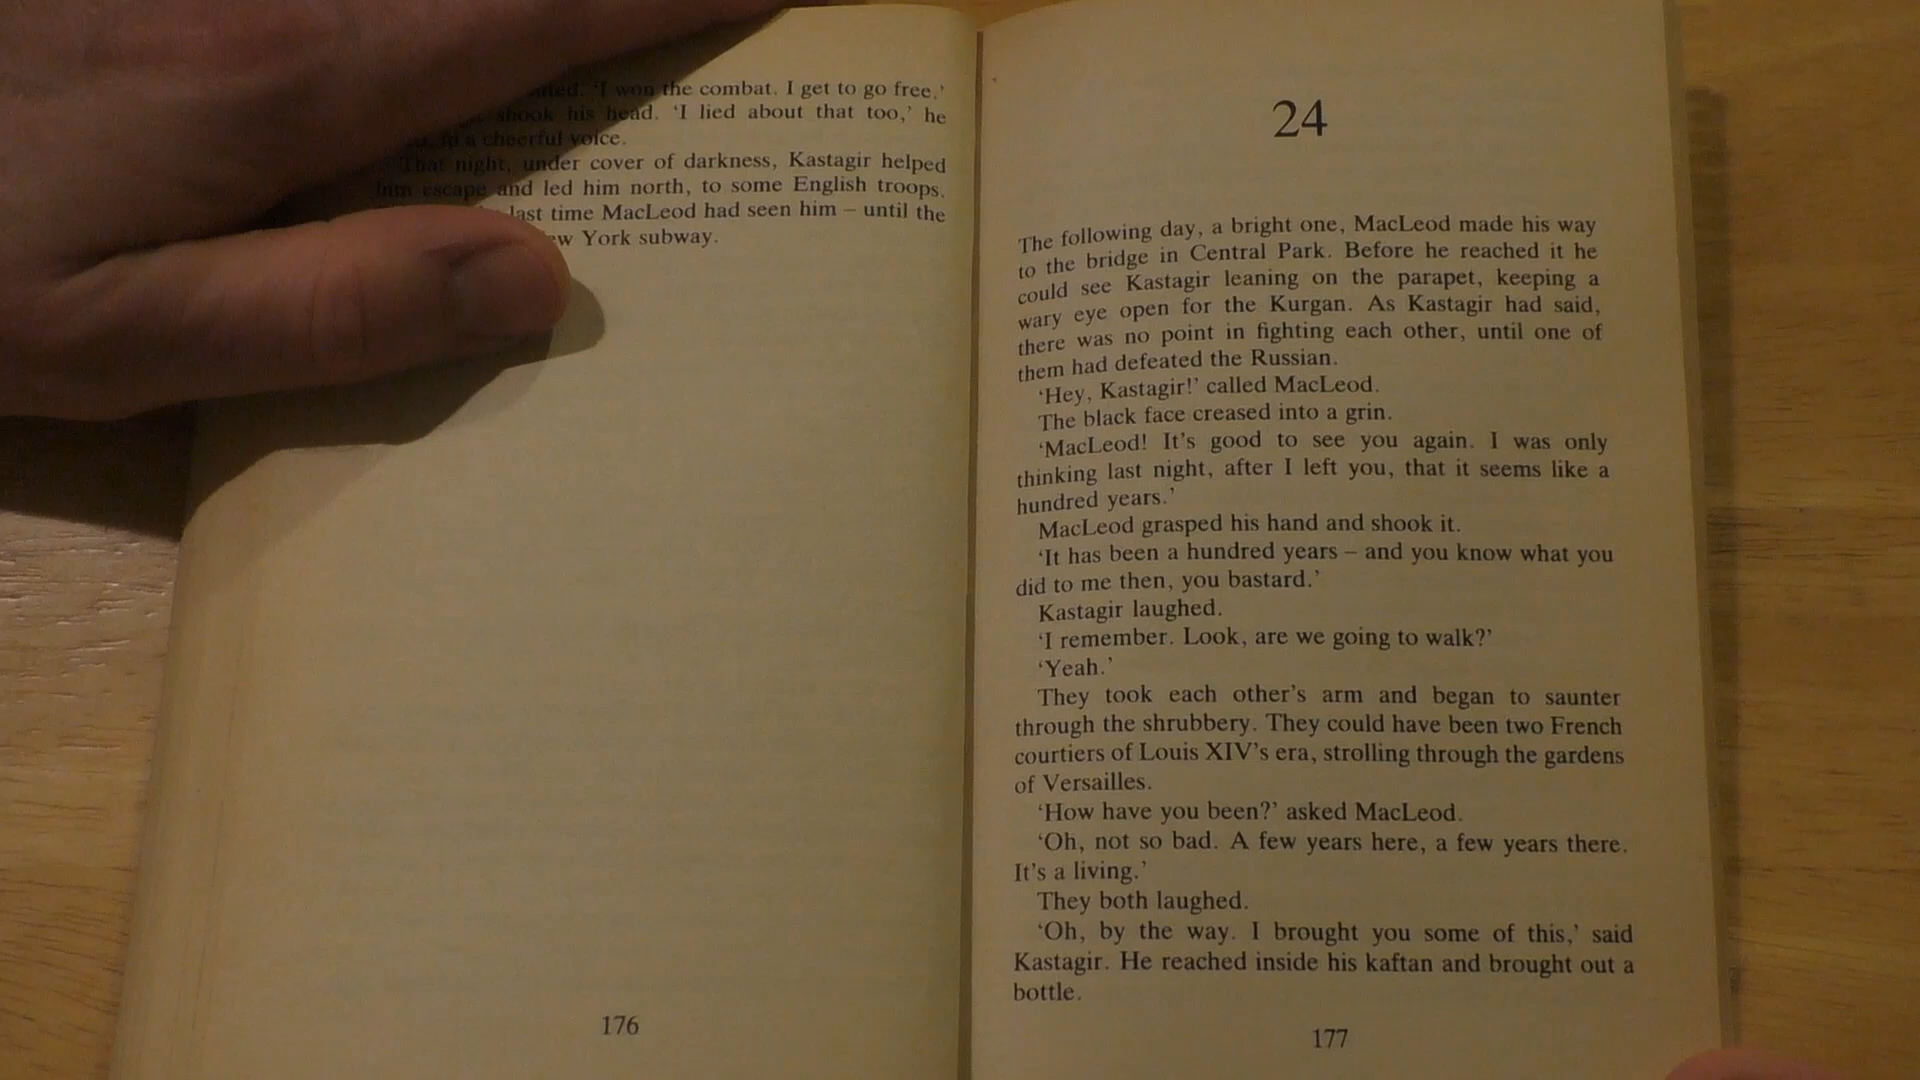 'I won the combat. I get to go free.'
shook his head. 'I lied about that too,' he
in a cheerful voice.
That night, under cover of darkness, Kastagir helped
him escape and led him north, to some English troops.
last time MacLeod had seen him – until the
York subway.
176
24
The following day, a bright one, MacLeod made his way
to the bridge in Central Park. Before he reached it he
could see Kastagir leaning on the parapet, keeping a
wary eye open for the Kurgan. As Kastagir had said,
there was no point in fighting each other, until one of
them had defeated the Russian.
'Hey, Kastagir!' called MacLeod.
The black face creased into a grin.
'MacLeod! It's good to see you again. I was only
thinking last night, after I left you, that it seems like a
hundred years.'
MacLeod grasped his hand and shook it.
'It has been a hundred years – and you know what you
did to me then, you bastard.'
Kastagir laughed.
'I remember. Look, are we going to walk?'
'Yeah.'
They took each other's arm and began to saunter
through the shrubbery. They could have been two French
courtiers of Louis XIV's era, strolling through the gardens
of Versailles.
'How have you been?' asked MacLeod.
'Oh, not so bad. A few years here, a few years there.
It's a living.'
They both laughed.
'Oh, by the way. I brought you some of this,' said
Kastagir. He reached inside his kaftan and brought out a
bottle.
177